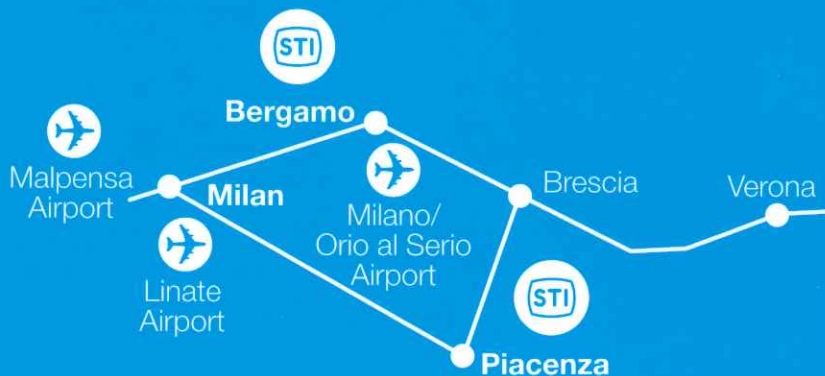 STI
Bergamo
Malpensa
Airport
Milan
Milano/
Orio al Serio
Airport
Brescia
Verona
Linate
Airport
STI
Piacenza